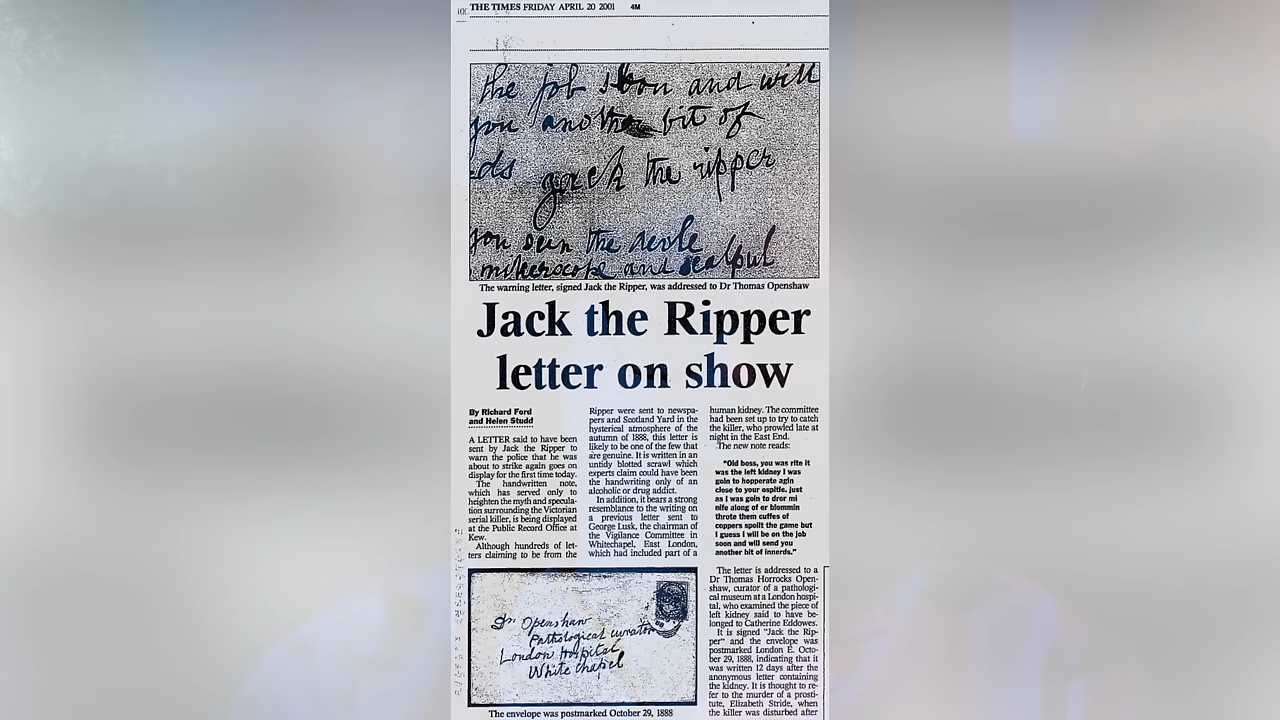 THE TIMES FRIDAY APRIL 20 2001 4M
the job soon and will
you another bit of
ds Jack the ripper
you seen the devle
mikerscope and scalpul
The warning letter, signed Jack the Ripper, was addressed to Dr Thomas Openshaw
Jack the Ripper
letter on show
By Richard Ford
and Helen Studd
A LETTER said to have been
sent by Jack the Ripper to
warn the police that he was
about to strike again goes on
display for the first time today.
The handwritten note,
which has served only to
heighten the myth and specula-
tion surrounding the Victorian
serial killer, is being displayed
at the Public Record Office at
Kew.
Although hundreds of let-
ters claiming to be from the
Ripper were sent to newspa-
pers and Scotland Yard in the
hysterical atmosphere of the
autumn of 1888, this letter is
likely to be one of the few that
are genuine. It is written in an
untidy blotted scrawl which
experts claim could have been
the handwriting only of an
alcoholic or drug addict.
In addition, it bears a strong
resemblance to the writing on
a previous letter sent to
George Lusk, the chairman of
the Vigilance Committee in
Whitechapel, East London,
which had included part of a
human kidney. The committee
had been set up to try to catch
the killer, who prowled late at
night in the East End.
The new note reads:
"Old boss, you was rite it
was the left kidney I was
goin to hopperate agin
close to your ospitle. just
as I was goin to dror mi
nife along of er blommin
throte them cuffes of
coppers spoilt the game but
I guess I will be on the job
soon and will send you
another bit of innerds."
The letter is addressed to a
Dr Thomas Horrocks Open-
shaw, curator of a pathologi-
cal museum at a London hospi-
tal, who examined the piece of
left kidney said to have be-
longed to Catherine Eddowes.
It is signed "Jack the Rip-
per" and the envelope was
postmarked London E. Octo-
ber 29, 1888, indicating that it
was written 12 days after the
anonymous letter containing
the kidney. It is thought to re-
fer to the murder of a prosti-
tute, Elizabeth Stride, when
the killer was disturbed after
Dr Openshaw
Pathological curator
London Hospital
White chapel
The envelope was postmarked October 29, 1888